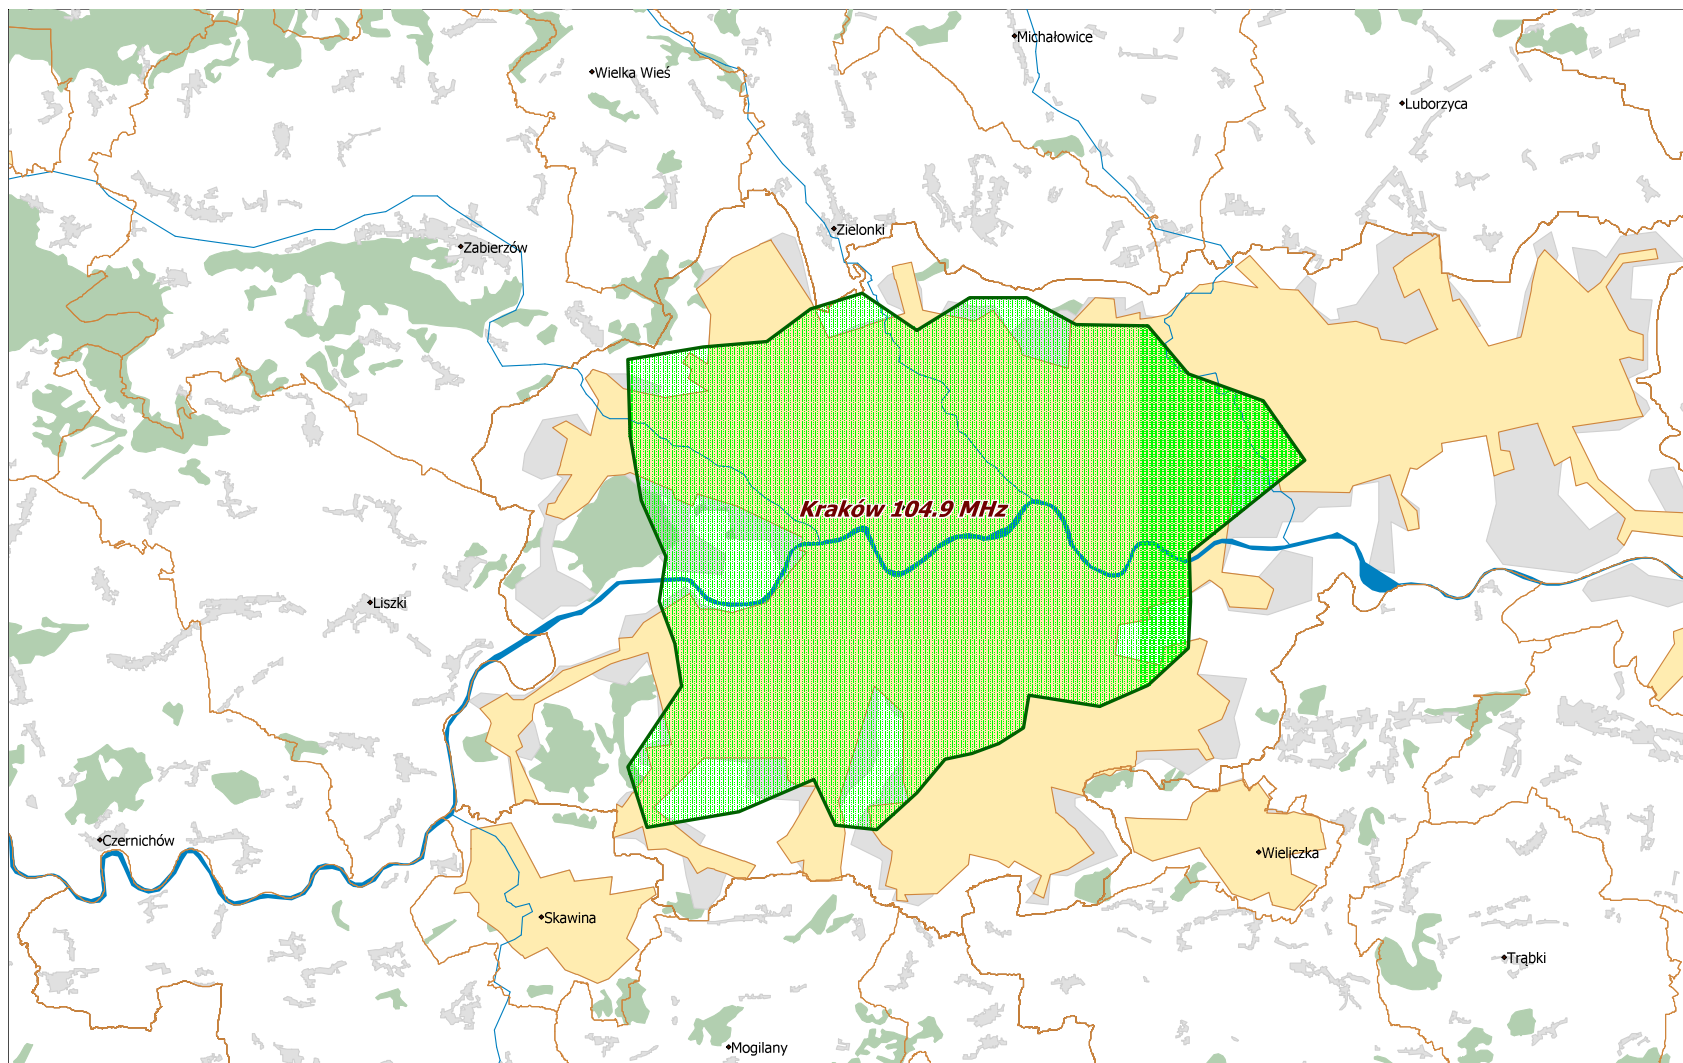 Michałowice
Wielka Wieś
Luborzyca
Zielonki
Zabierzów
Kraków 104.9 MHz
Liszki
Czernichów
Wieliczka
Skawina
Trąbki
Mogilany